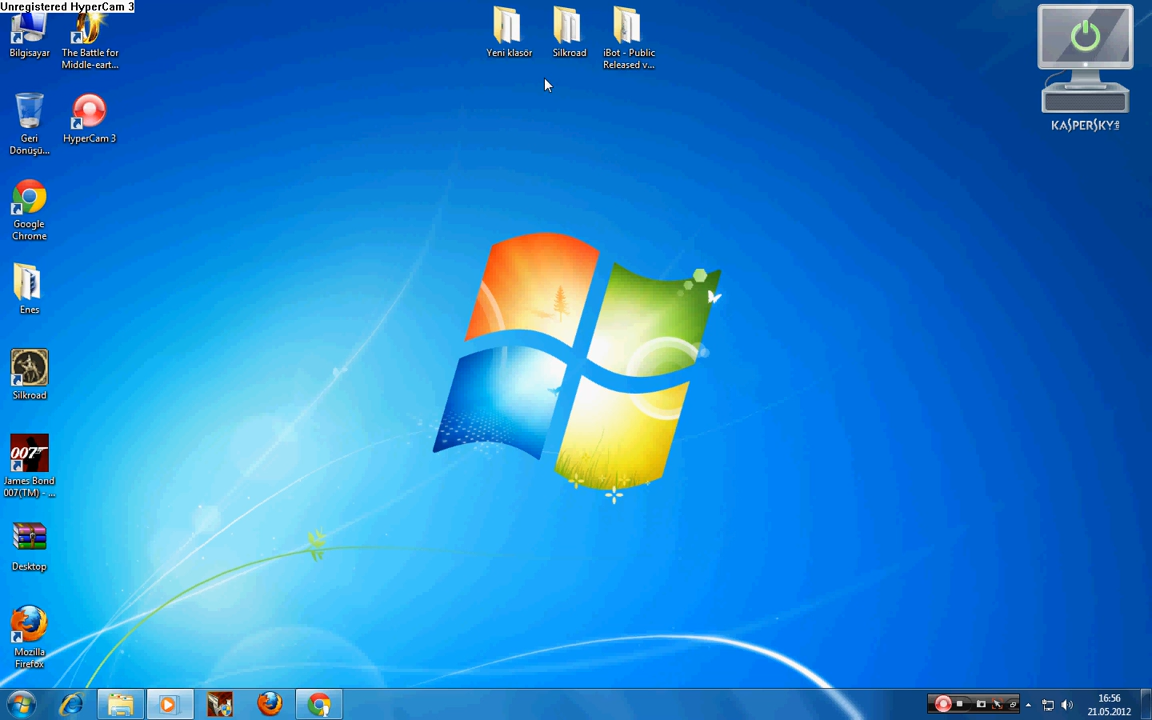 Unregistered HyperCam 3
Bilgisayar
The Battle for
Middle-eart...
Yeni klasör
Silkroad
iBot - Public
Released v...
KASPERSKY
Geri
Dönüşü...
HyperCam 3
Google
Chrome
Enes
Silkroad
007
James Bond
007(TM) - ...
Desktop
Mozilla
Firefox
16:56
21.05.2012